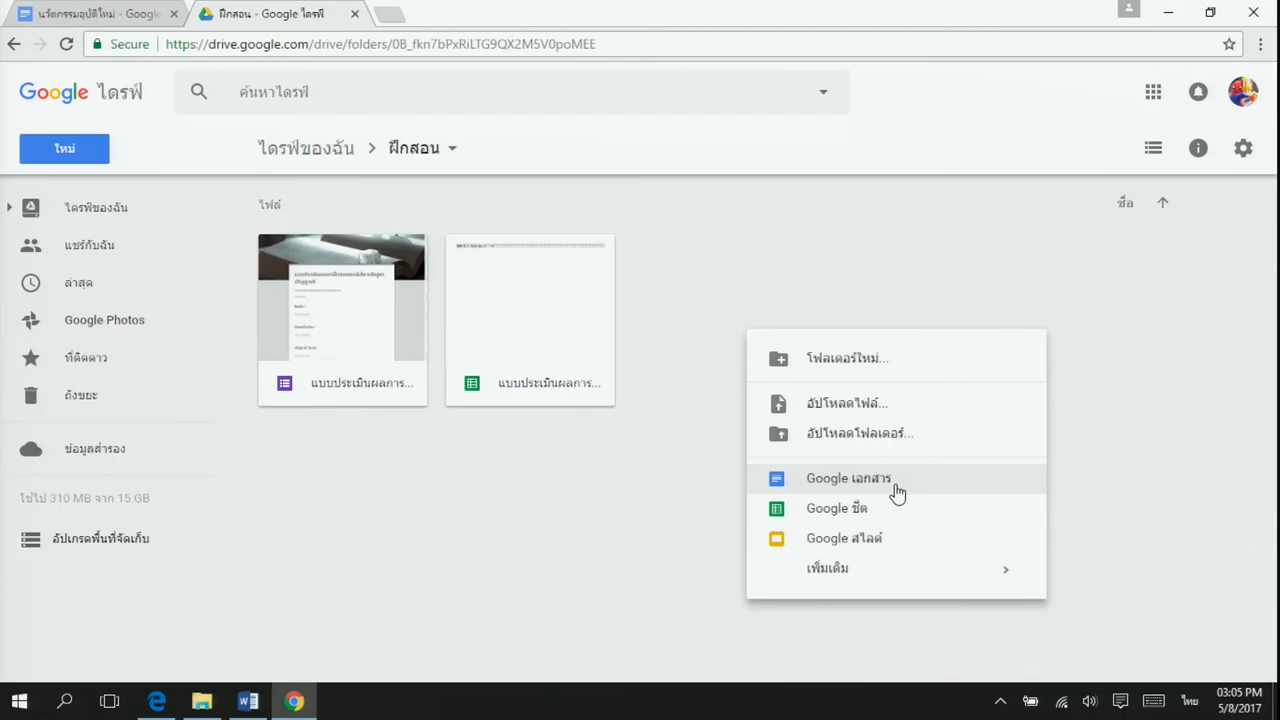 นวัตกรรมอุบัติใหม่ - Google
ฝึกสอน - Google ไดรฟ์
Secure
https://drive.google.com/drive/folders/0B_fkn7bPxRiLTG9QX2M5V0poMEE
Google ไดรฟ์
ค้นหาไดรฟ์
ใหม่
ไดรฟ์ของฉัน
ฝึกสอน
ไดรฟ์ของฉัน
แชร์กับฉัน
ล่าสุด
Google Photos
ที่ติดดาว
ถังขยะ
ข้อมูลสำรอง
ใช้ไป 310 MB จาก 15 GB
อัปเกรดพื้นที่จัดเก็บ
ไฟล์
ชื่อ
แบบประเมินผลการ...
แบบประเมินผลการ...
โฟลเดอร์ใหม่...
อัปโหลดไฟล์...
อัปโหลดโฟลเดอร์...
Google เอกสาร
Google ชีต
Google สไลด์
เพิ่มเติม
ไทย
03:05 PM
5/8/2017